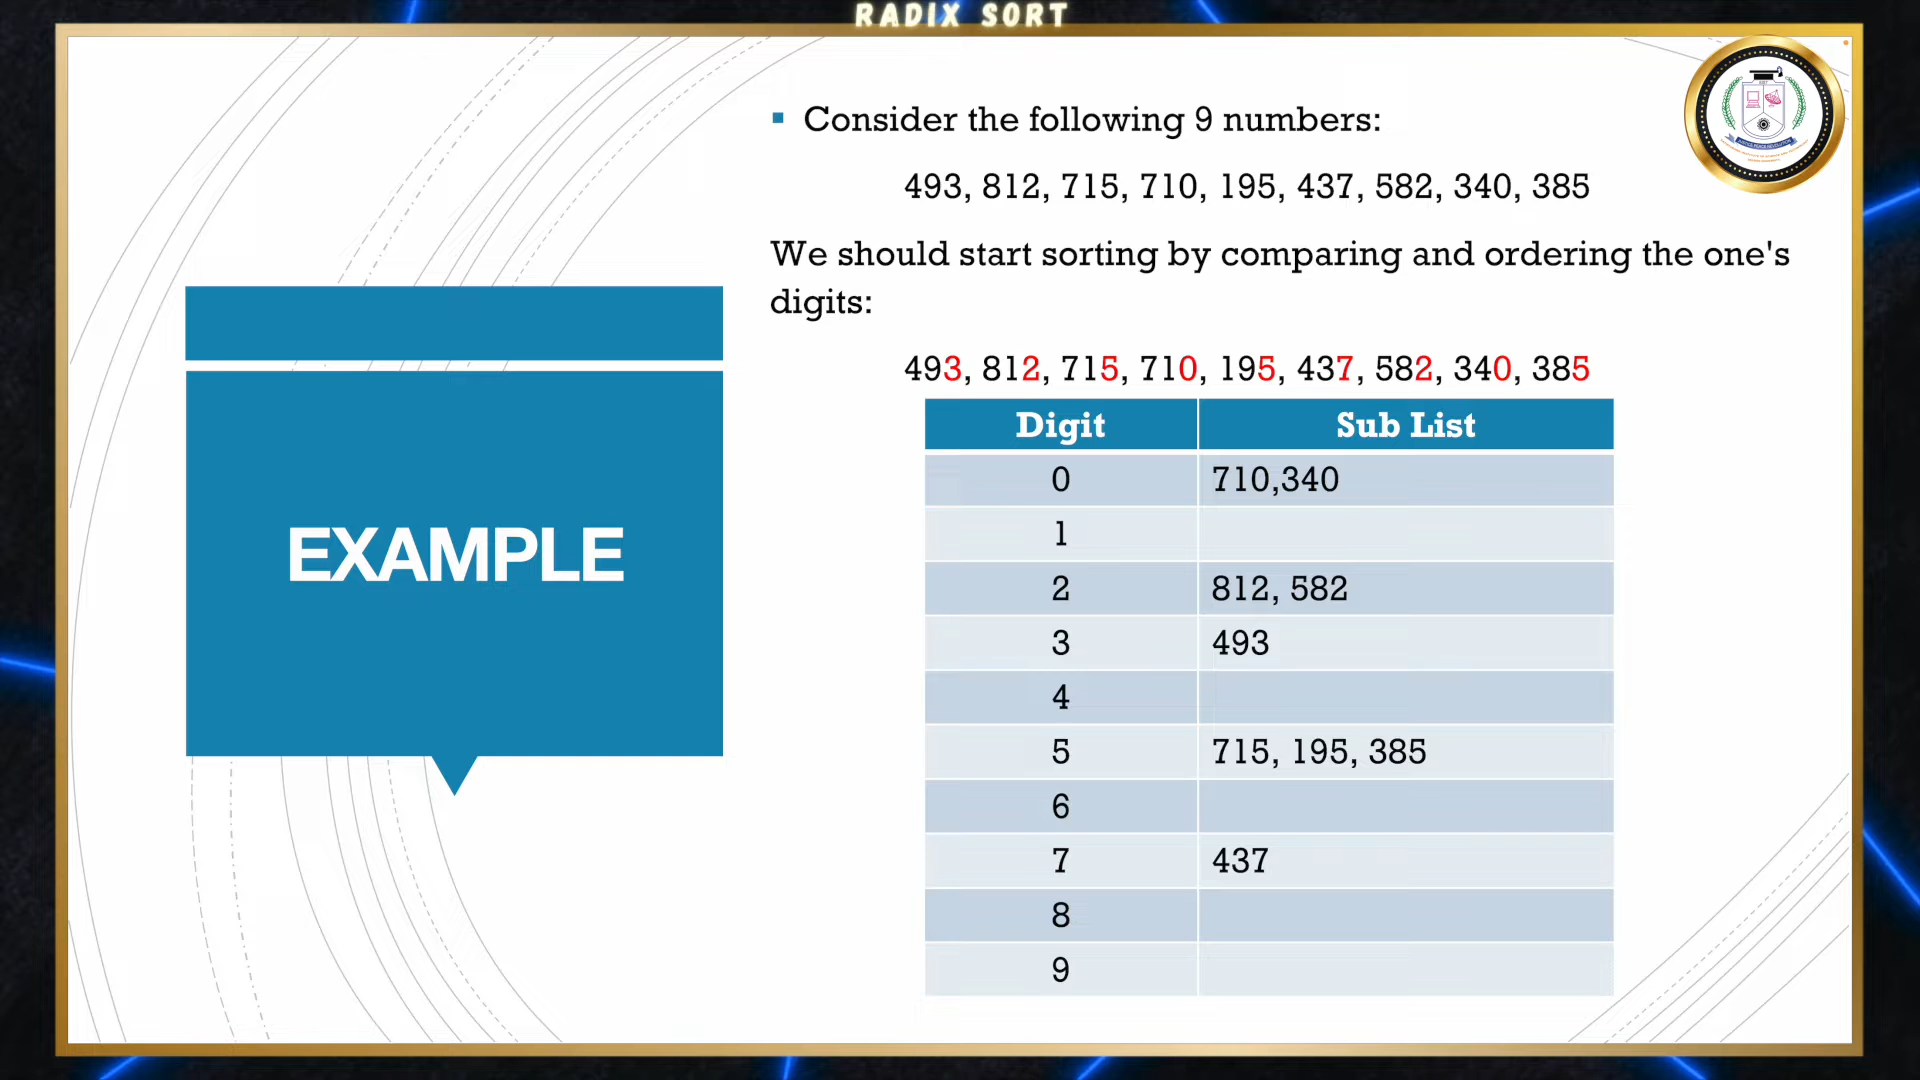 RADIX SORT
Consider the following 9 numbers:
493, 812, 715, 710, 195, 437, 582, 340, 385
We should start sorting by comparing and ordering the one's
digits:
493, 812, 715, 710, 195, 437, 582, 340, 385
EXAMPLE
Digit Sub List
0 710,340
1
2 812, 582
3 493
4
5 715, 195, 385
6
7 437
8
9